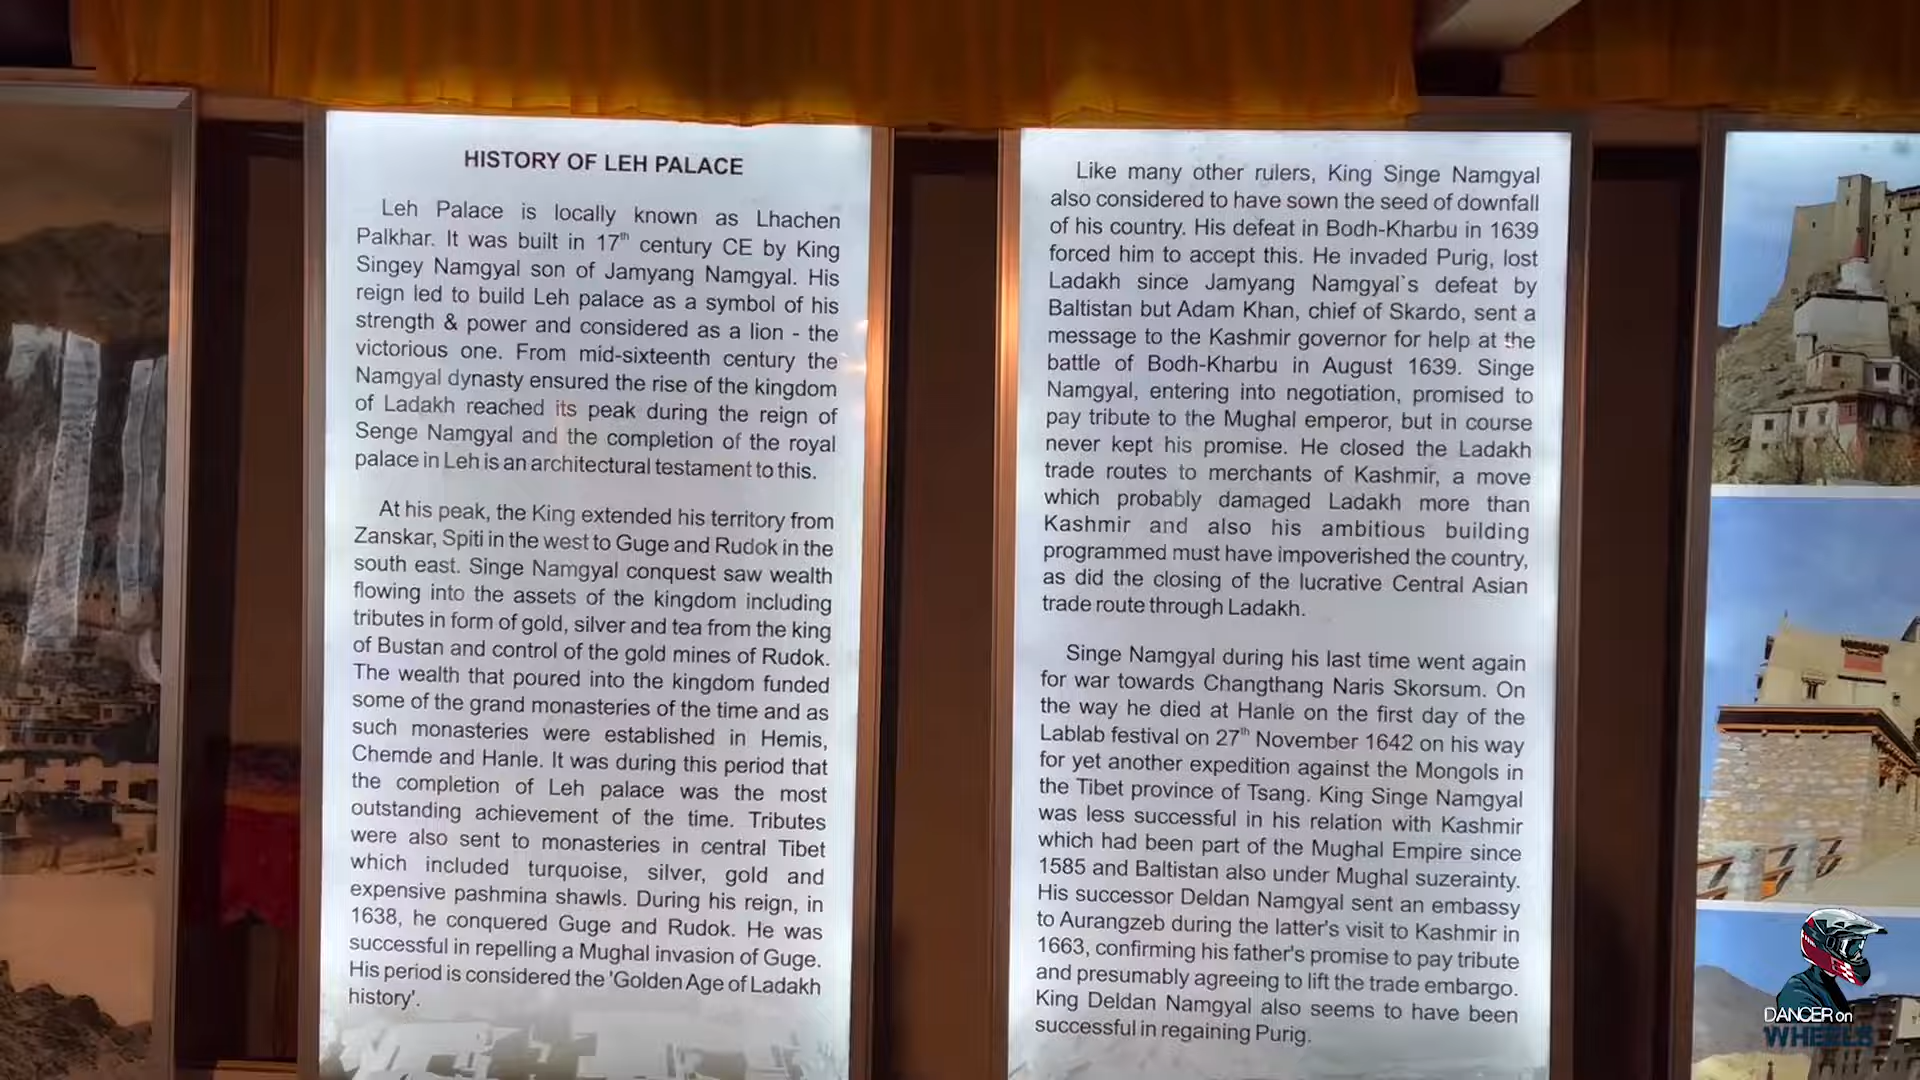 HISTORY OF LEH PALACE
Leh Palace is locally known as Lhachen
Palkhar. It was built in 17th century CE by King
Singey Namgyal son of Jamyang Namgyal. His
reign led to build Leh palace as a symbol of his
strength & power and considered as a lion - the
victorious one. From mid-sixteenth century the
Namgyal dynasty ensured the rise of the kingdom
of Ladakh reached its peak during the reign of
Senge Namgyal and the completion of the royal
palace in Leh is an architectural testament to this.
At his peak, the King extended his territory from
Zanskar, Spiti in the west to Guge and Rudok in the
south east. Singe Namgyal conquest saw wealth
flowing into the assets of the kingdom including
tributes in form of gold, silver and tea from the king
of Bustan and control of the gold mines of Rudok.
The wealth that poured into the kingdom funded
some of the grand monasteries of the time and as
such monasteries were established in Hemis,
Chemde and Hanle. It was during this period that
the completion of Leh palace was the most
outstanding achievement of the time. Tributes
were also sent to monasteries in central Tibet
which included turquoise, silver, gold and
expensive pashmina shawls. During his reign, in
1638, he conquered Guge and Rudok. He was
successful in repelling a Mughal invasion of Guge.
His period is considered the 'Golden Age of Ladakh
history'.
Like many other rulers, King Singe Namgyal
also considered to have sown the seed of downfall
of his country. His defeat in Bodh-Kharbu in 1639
forced him to accept this. He invaded Purig, lost
Ladakh since Jamyang Namgyal`s defeat by
Baltistan but Adam Khan, chief of Skardo, sent a
message to the Kashmir governor for help at the
battle of Bodh-Kharbu in August 1639. Singe
Namgyal, entering into negotiation, promised to
pay tribute to the Mughal emperor, but in course
never kept his promise. He closed the Ladakh
trade routes to merchants of Kashmir, a move
which probably damaged Ladakh more than
Kashmir and also his ambitious building
programmed must have impoverished the country,
as did the closing of the lucrative Central Asian
trade route through Ladakh.
Singe Namgyal during his last time went again
for war towards Changthang Naris Skorsum. On
the way he died at Hanle on the first day of the
Lablab festival on 27th November 1642 on his way
for yet another expedition against the Mongols in
the Tibet province of Tsang. King Singe Namgyal
was less successful in his relation with Kashmir
which had been part of the Mughal Empire since
1585 and Baltistan also under Mughal suzerainty.
His successor Deldan Namgyal sent an embassy
to Aurangzeb during the latter's visit to Kashmir in
1663, confirming his father's promise to pay tribute
and presumably agreeing to lift the trade embargo.
King Deldan Namgyal also seems to have been
successful in regaining Purig.
DANCER on
WHEELS